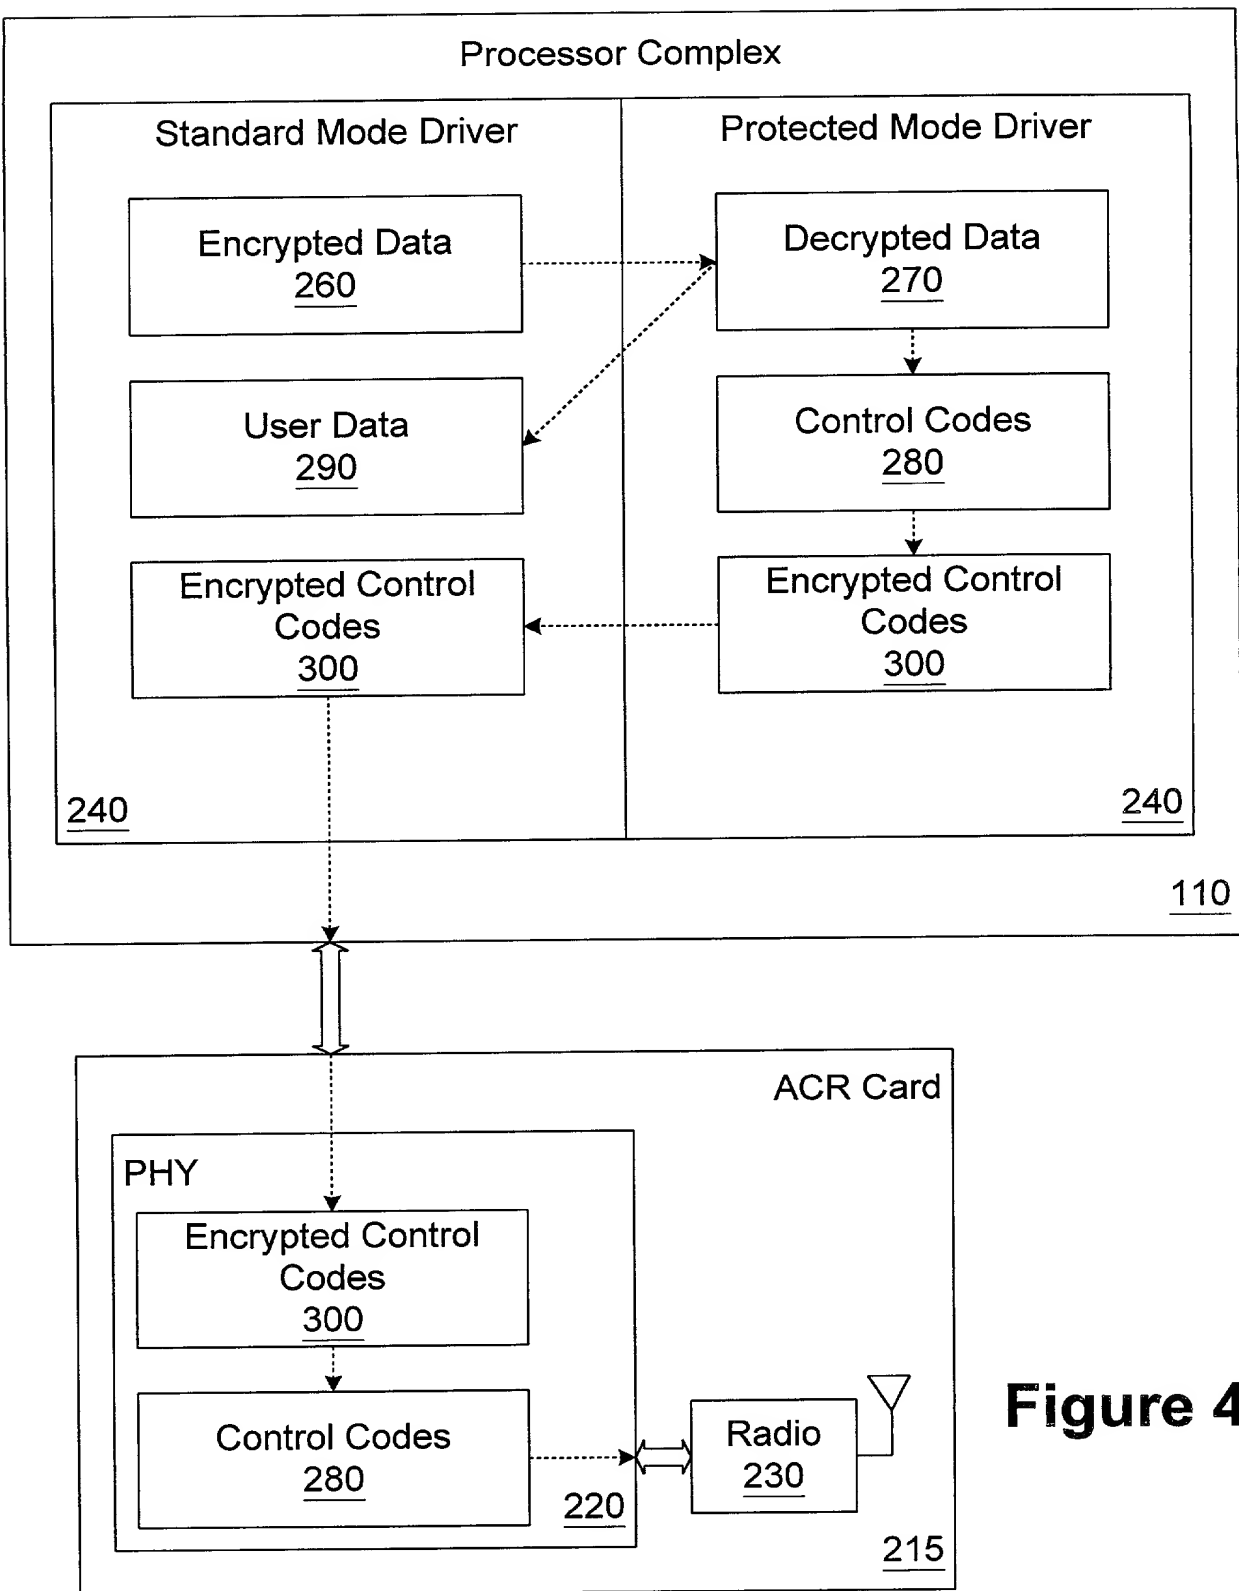 Processor Complex
Standard Mode Driver
Protected Mode Driver
Encrypted Data
260
Decrypted Data
270
User Data
290
Control Codes
280
Encrypted Control
Codes
300
Encrypted Control
Codes
300
240
240
110
ACR Card
PHY
Encrypted Control
Codes
300
Control Codes
280
220
Radio
230
215
Figure 4